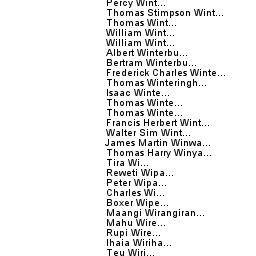 Percy Wint...
Thomas Stimpson Wint...
Thomas Wint...
William Wint...
William Wint...
Albert Winterbu...
Bertram Winterbu...
Frederick Charles Winte...
Thomas Winteringh...
Isaac Winte...
Thomas Winte...
Thomas Winte...
Francis Herbert Wint...
Walter Sim Wint...
James Martin Winwa...
Thomas Harry Winya...
Tira Wi...
Reweti Wipa...
Peter Wipa...
Charles Wi...
Boxer Wipe...
Maangi Wirangiran...
Mahu Wire...
Rupi Wire...
Ihaia Wiriha...
Teu Wiri...